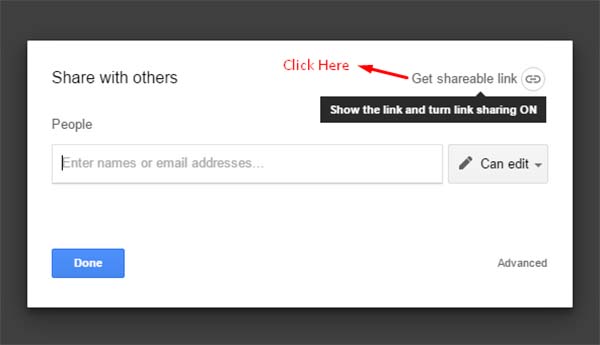 Click Here
Share with others
Get shareable link
Show the link and turn link sharing ON
People
Enter names or email addresses...
Can edit
Done
Advanced